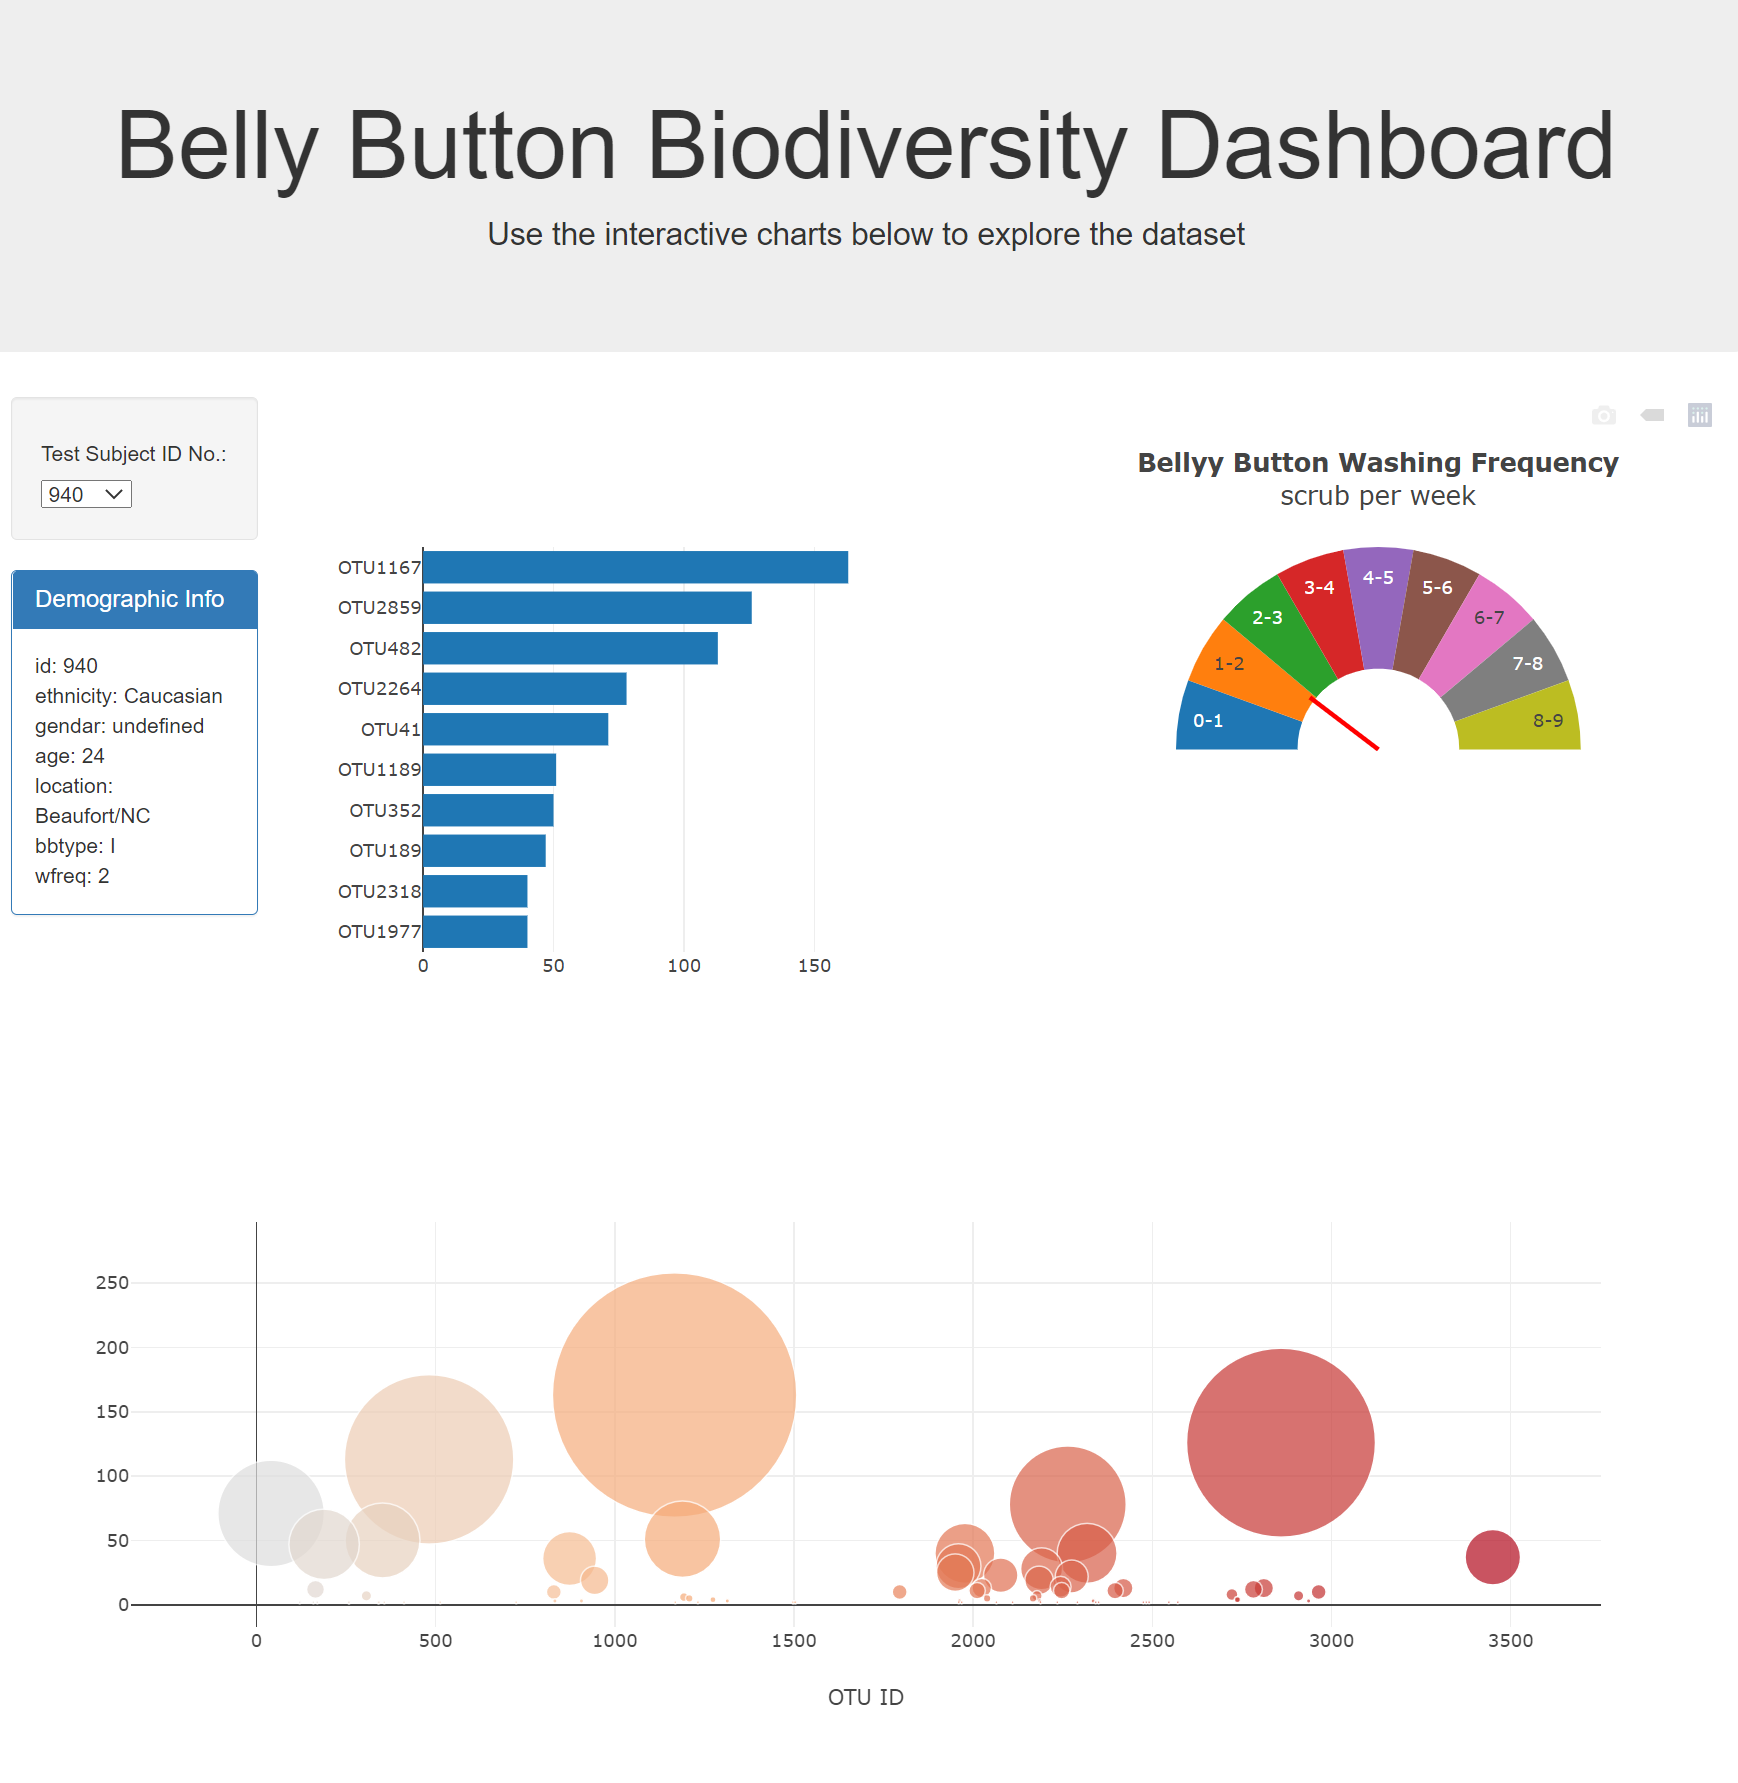 Belly Button Biodiversity Dashboard
Use the interactive charts below to explore the dataset
Test Subject ID No.:
940
Demographic Info
id: 940
ethnicity: Caucasian
gendar: undefined
age: 24
location:
Beaufort/NC
bbtype: I
wfreq: 2
OTU1167
OTU2859
OTU482
OTU2264
OTU41
OTU1189
OTU352
OTU189
OTU2318
OTU1977
0 50 100 150
Bellyy Button Washing Frequency
scrub per week
0-1
1-2
2-3
3-4
4-5
5-6
6-7
7-8
8-9
250
200
150
100
50
0
0 500 1000 1500 2000 2500 3000 3500
OTU ID